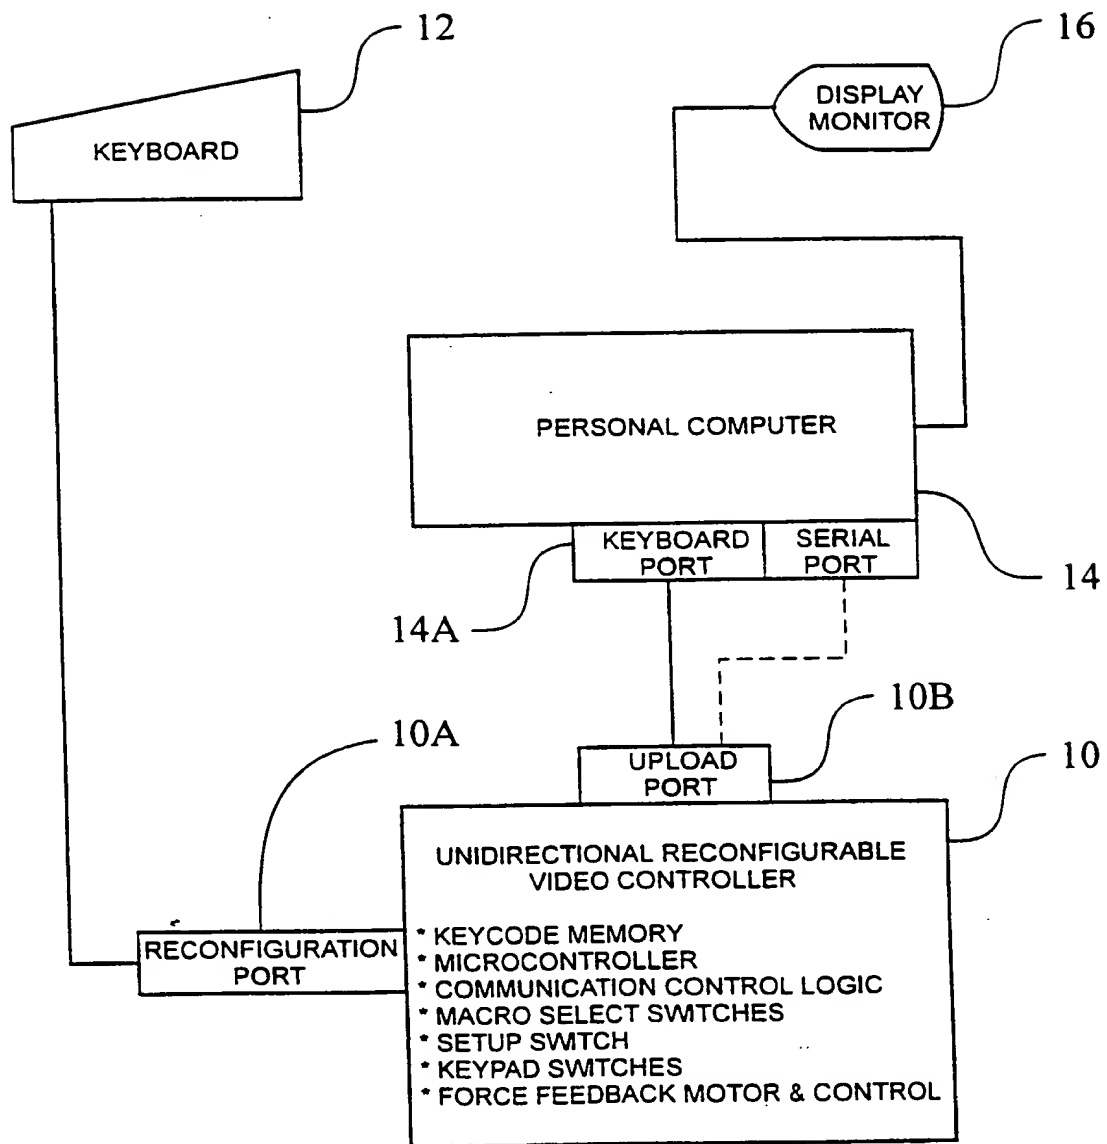 12
16
KEYBOARD
DISPLAY
MONITOR
PERSONAL COMPUTER
KEYBOARD
PORT
SERIAL
PORT
14
14A
10B
10A
10
UPLOAD
PORT
UNIDIRECTIONAL RECONFIGURABLE
VIDEO CONTROLLER
RECONFIGURATION
PORT
* KEYCODE MEMORY
* MICROCONTROLLER
* COMMUNICATION CONTROL LOGIC
* MACRO SELECT SWITCHES
* SETUP SWITCH
* KEYPAD SWITCHES
* FORCE FEEDBACK MOTOR & CONTROL